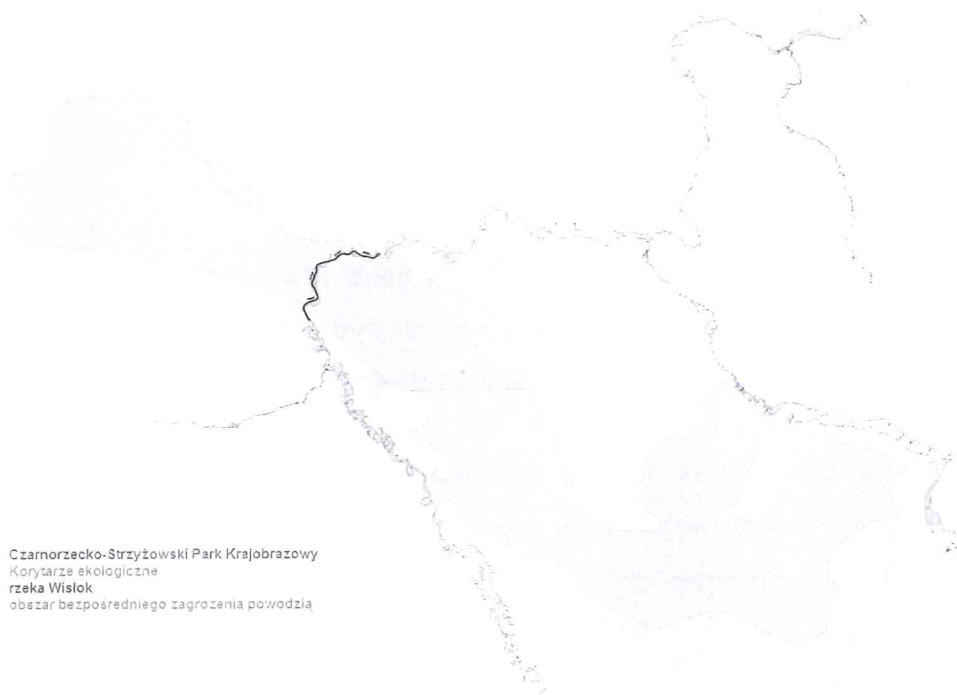 Czarnorzecko-Strzyżowski Park Krajobrazowy
Korytarze ekologiczne
rzeka Wisłok
obszar bezpośredniego zagrożenia powodzią